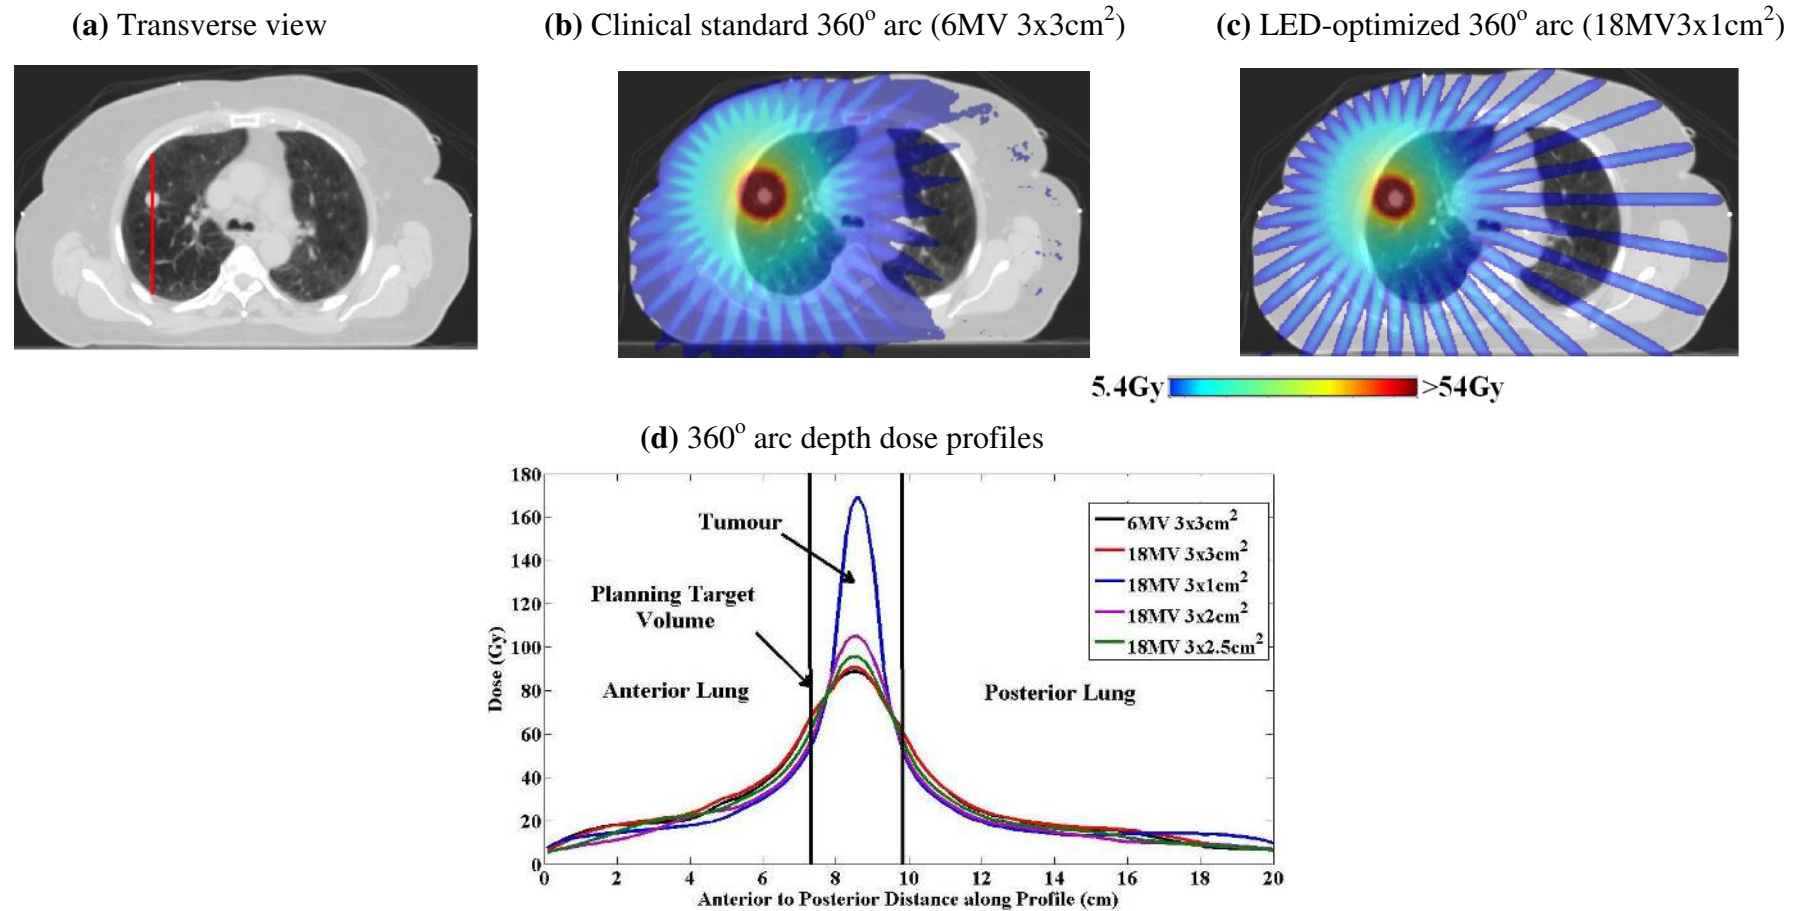 (a) Transverse view
(b) Clinical standard 360° arc (6MV 3x3cm²)
(c) LED-optimized 360° arc (18MV3x1cm²)
5.4Gy
>54Gy
(d) 360° arc depth dose profiles
180
160
140
120
100
80
60
40
20
0
Dose (Gy)
Tumour
Planning Target
Volume
Anterior Lung
Posterior Lung
6MV 3x3cm²
18MV 3x3cm²
18MV 3x1cm²
18MV 3x2cm²
18MV 3x2.5cm²
0 2 4 6 8 10 12 14 16 18 20
Anterior to Posterior Distance along Profile (cm)